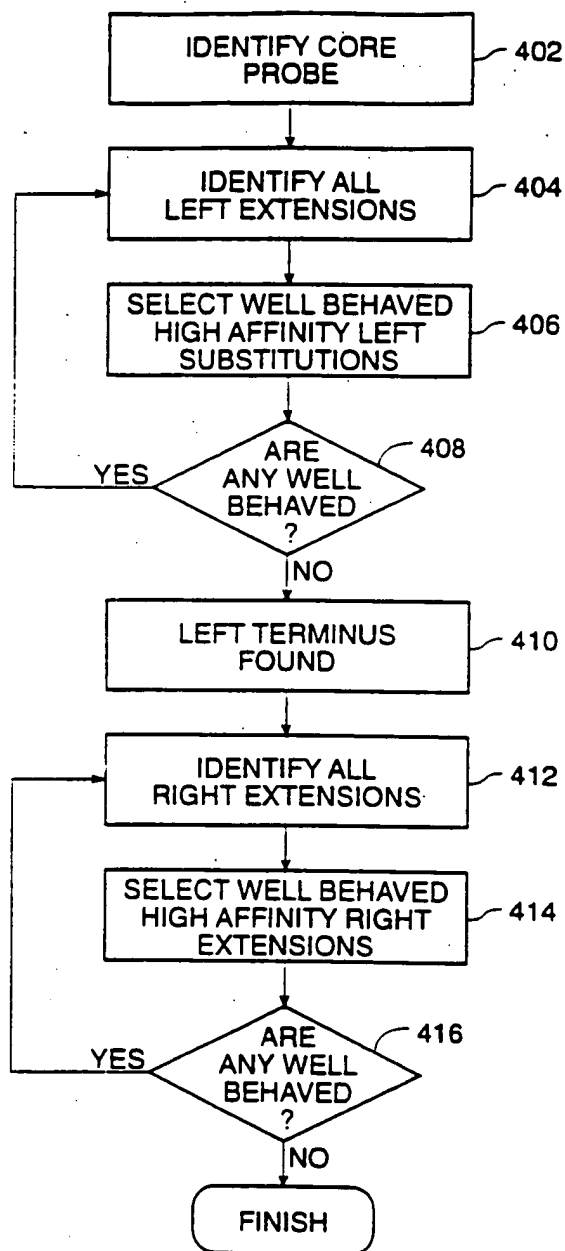 IDENTIFY CORE
PROBE
402
IDENTIFY ALL
LEFT EXTENSIONS
404
SELECT WELL BEHAVED
HIGH AFFINITY LEFT
SUBSTITUTIONS
406
ARE
ANY WELL
BEHAVED
?
408
YES
NO
LEFT TERMINUS
FOUND
410
IDENTIFY ALL
RIGHT EXTENSIONS
412
SELECT WELL BEHAVED
HIGH AFFINITY RIGHT
EXTENSIONS
414
ARE
ANY WELL
BEHAVED
?
416
YES
NO
FINISH